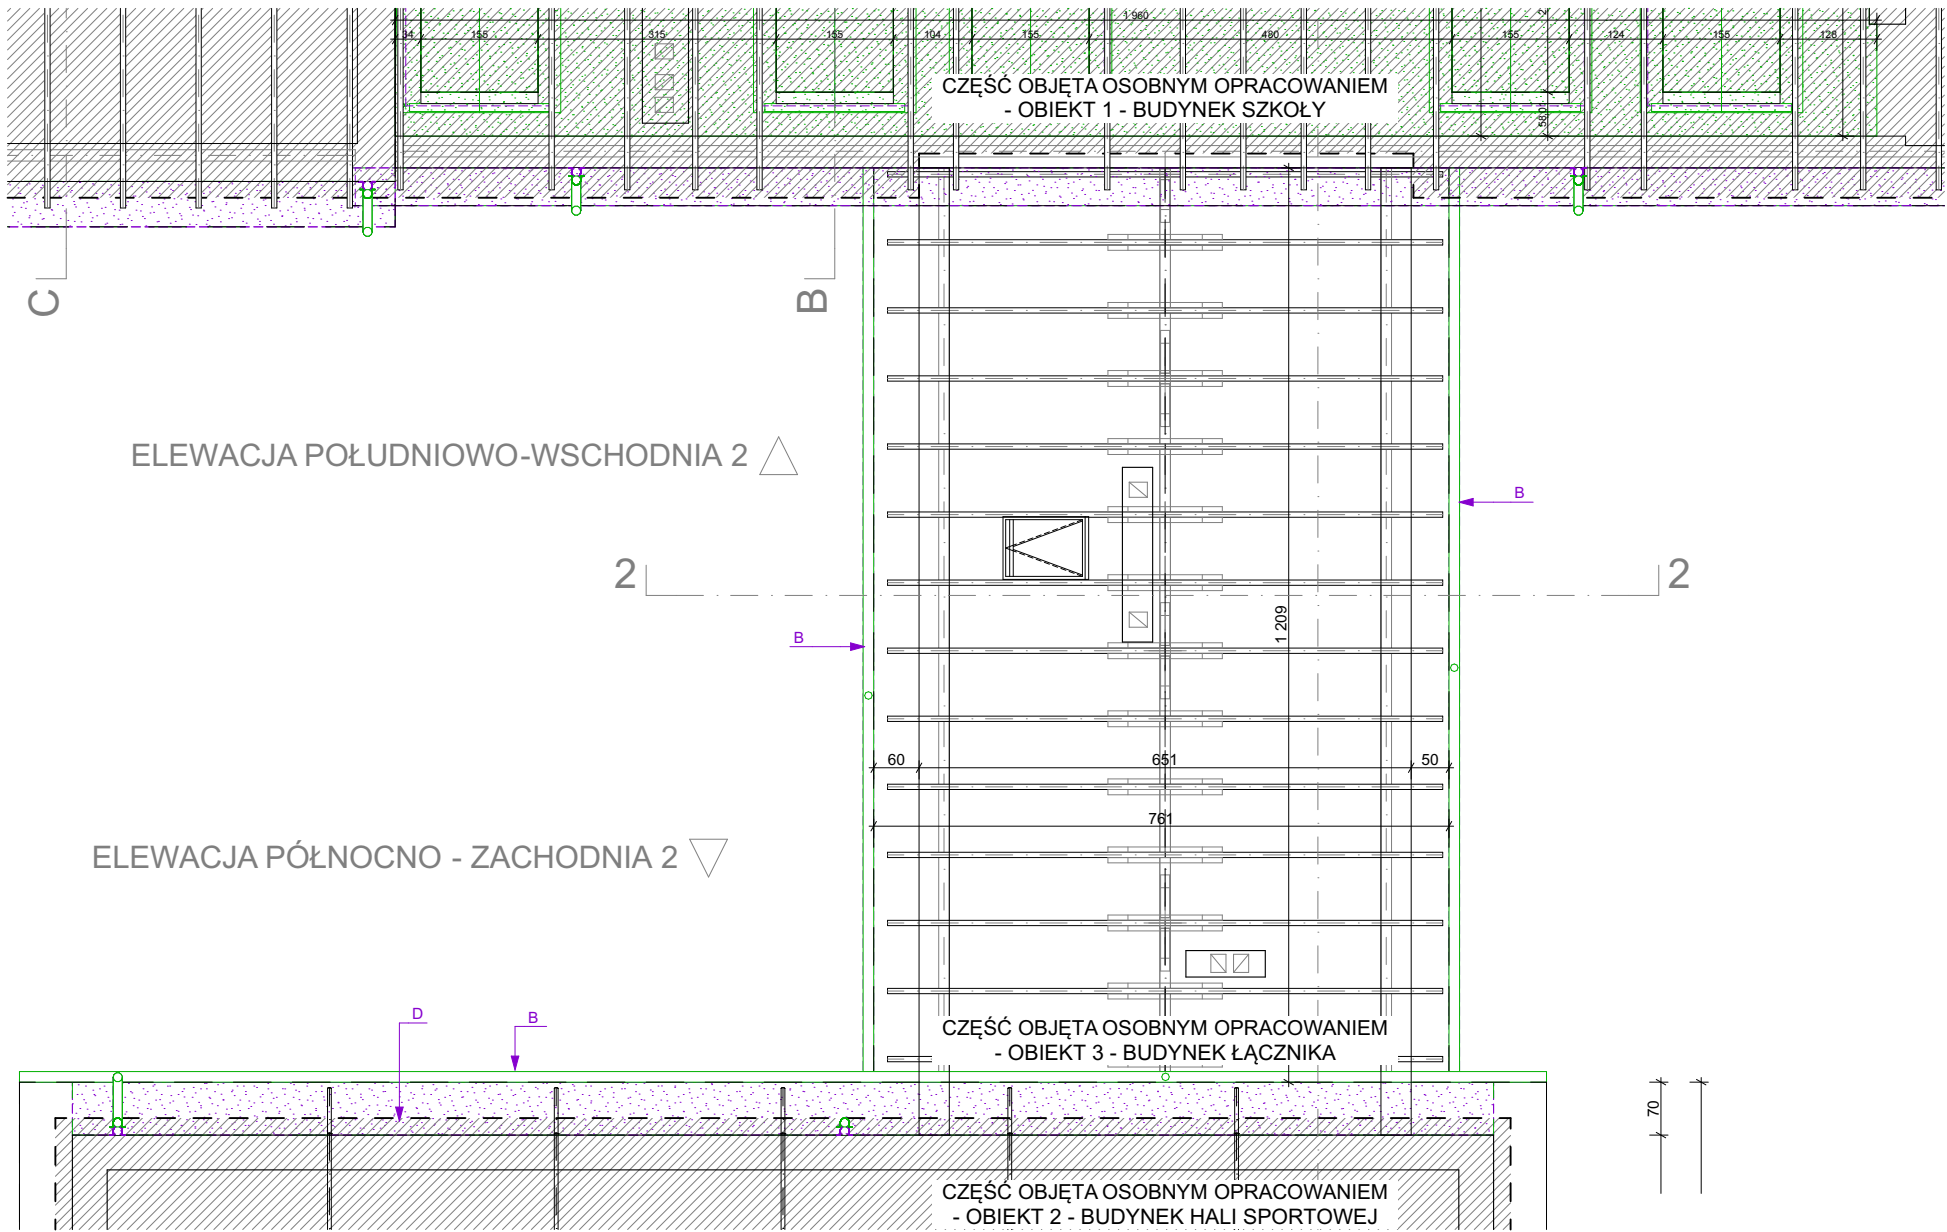 1 960
34
155
315
155
104
155
480
155
124
155
128
58,0
CZĘŚĆ OBJĘTA OSOBNYM OPRACOWANIEM
- OBIEKT 1 - BUDYNEK SZKOŁY
C
B
ELEWACJA POŁUDNIOWO-WSCHODNIA 2
B
2
2
1 209
B
60
651
50
761
ELEWACJA PÓŁNOCNO - ZACHODNIA 2
D
B
CZĘŚĆ OBJĘTA OSOBNYM OPRACOWANIEM
- OBIEKT 3 - BUDYNEK ŁĄCZNIKA
70
CZĘŚĆ OBJĘTA OSOBNYM OPRACOWANIEM
- OBIEKT 2 - BUDYNEK HALI SPORTOWEJ